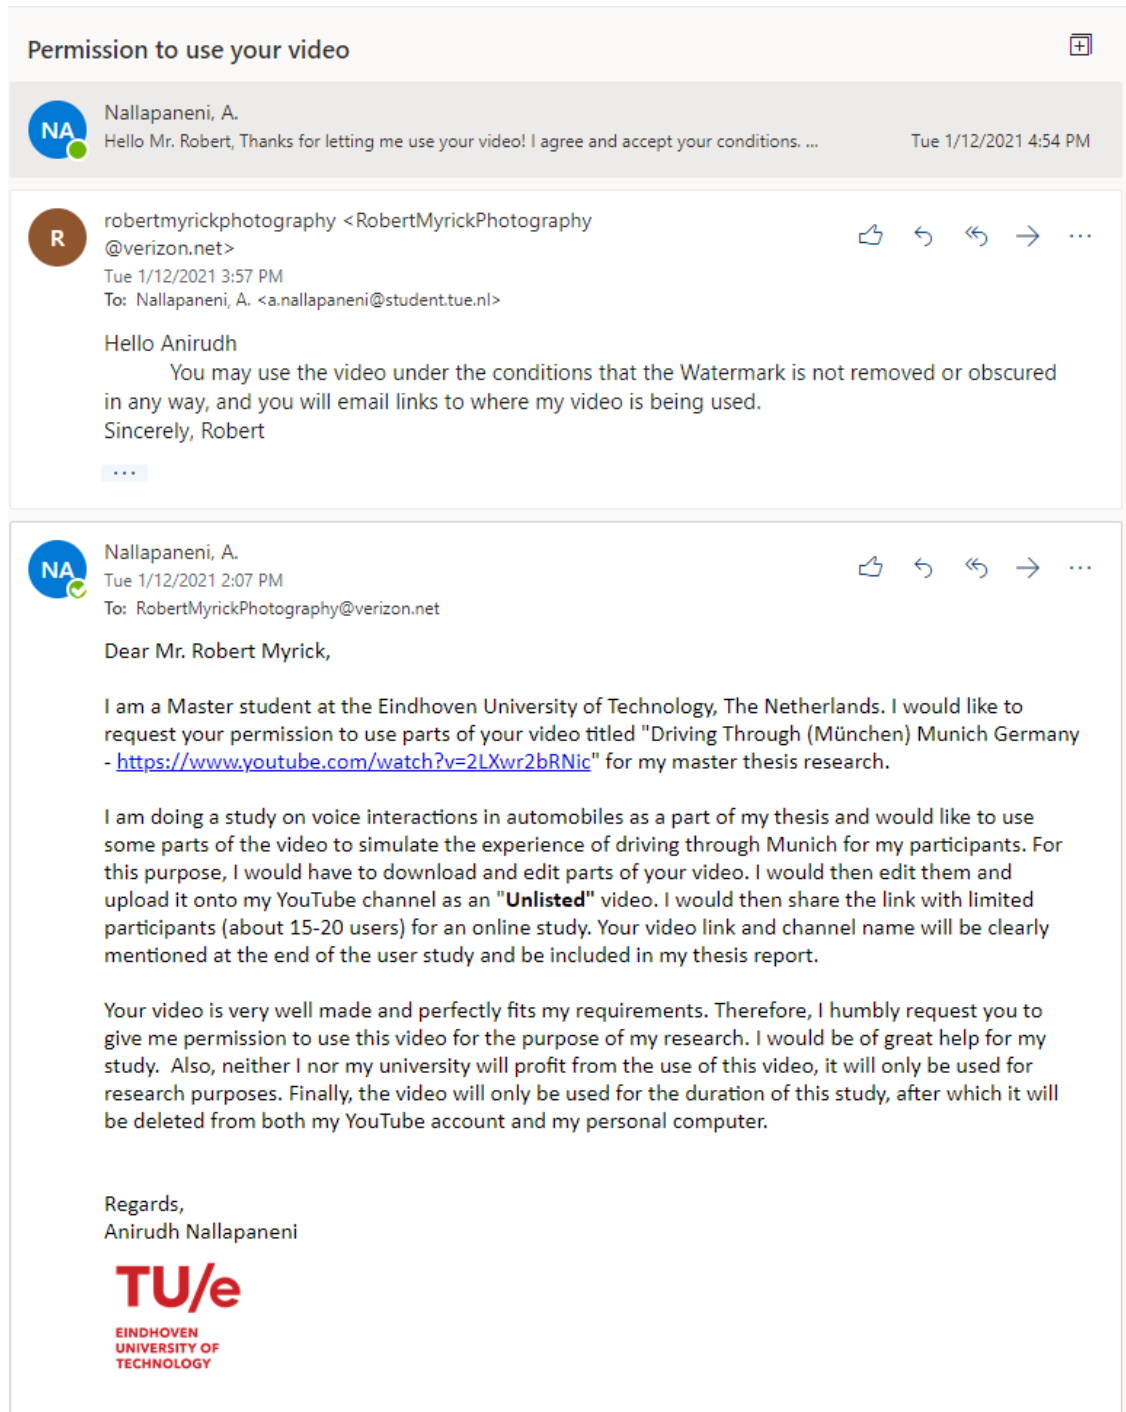 Permission to use your video
NA
Nallapaneni, A.
Hello Mr. Robert, Thanks for letting me use your video! I agree and accept your conditions. ...
Tue 1/12/2021 4:54 PM
R
robertmyrickphotography <RobertMyrickPhotography
@verizon.net>
Tue 1/12/2021 3:57 PM
To: Nallapaneni, A. <a.nallapaneni@student.tue.nl>
Hello Anirudh
You may use the video under the conditions that the Watermark is not removed or obscured
in any way, and you will email links to where my video is being used.
Sincerely, Robert
...
NA
Nallapaneni, A.
Tue 1/12/2021 2:07 PM
To: RobertMyrickPhotography@verizon.net
Dear Mr. Robert Myrick,
I am a Master student at the Eindhoven University of Technology, The Netherlands. I would like to
request your permission to use parts of your video titled "Driving Through (München) Munich Germany
- https://www.youtube.com/watch?v=2LXwr2bRNic" for my master thesis research.
I am doing a study on voice interactions in automobiles as a part of my thesis and would like to use
some parts of the video to simulate the experience of driving through Munich for my participants. For
this purpose, I would have to download and edit parts of your video. I would then edit them and
upload it onto my YouTube channel as an "Unlisted" video. I would then share the link with limited
participants (about 15-20 users) for an online study. Your video link and channel name will be clearly
mentioned at the end of the user study and be included in my thesis report.
Your video is very well made and perfectly fits my requirements. Therefore, I humbly request you to
give me permission to use this video for the purpose of my research. I would be of great help for my
study. Also, neither I nor my university will profit from the use of this video, it will only be used for
research purposes. Finally, the video will only be used for the duration of this study, after which it will
be deleted from both my YouTube account and my personal computer.
Regards,
Anirudh Nallapaneni
TU/e
EINDHOVEN
UNIVERSITY OF
TECHNOLOGY